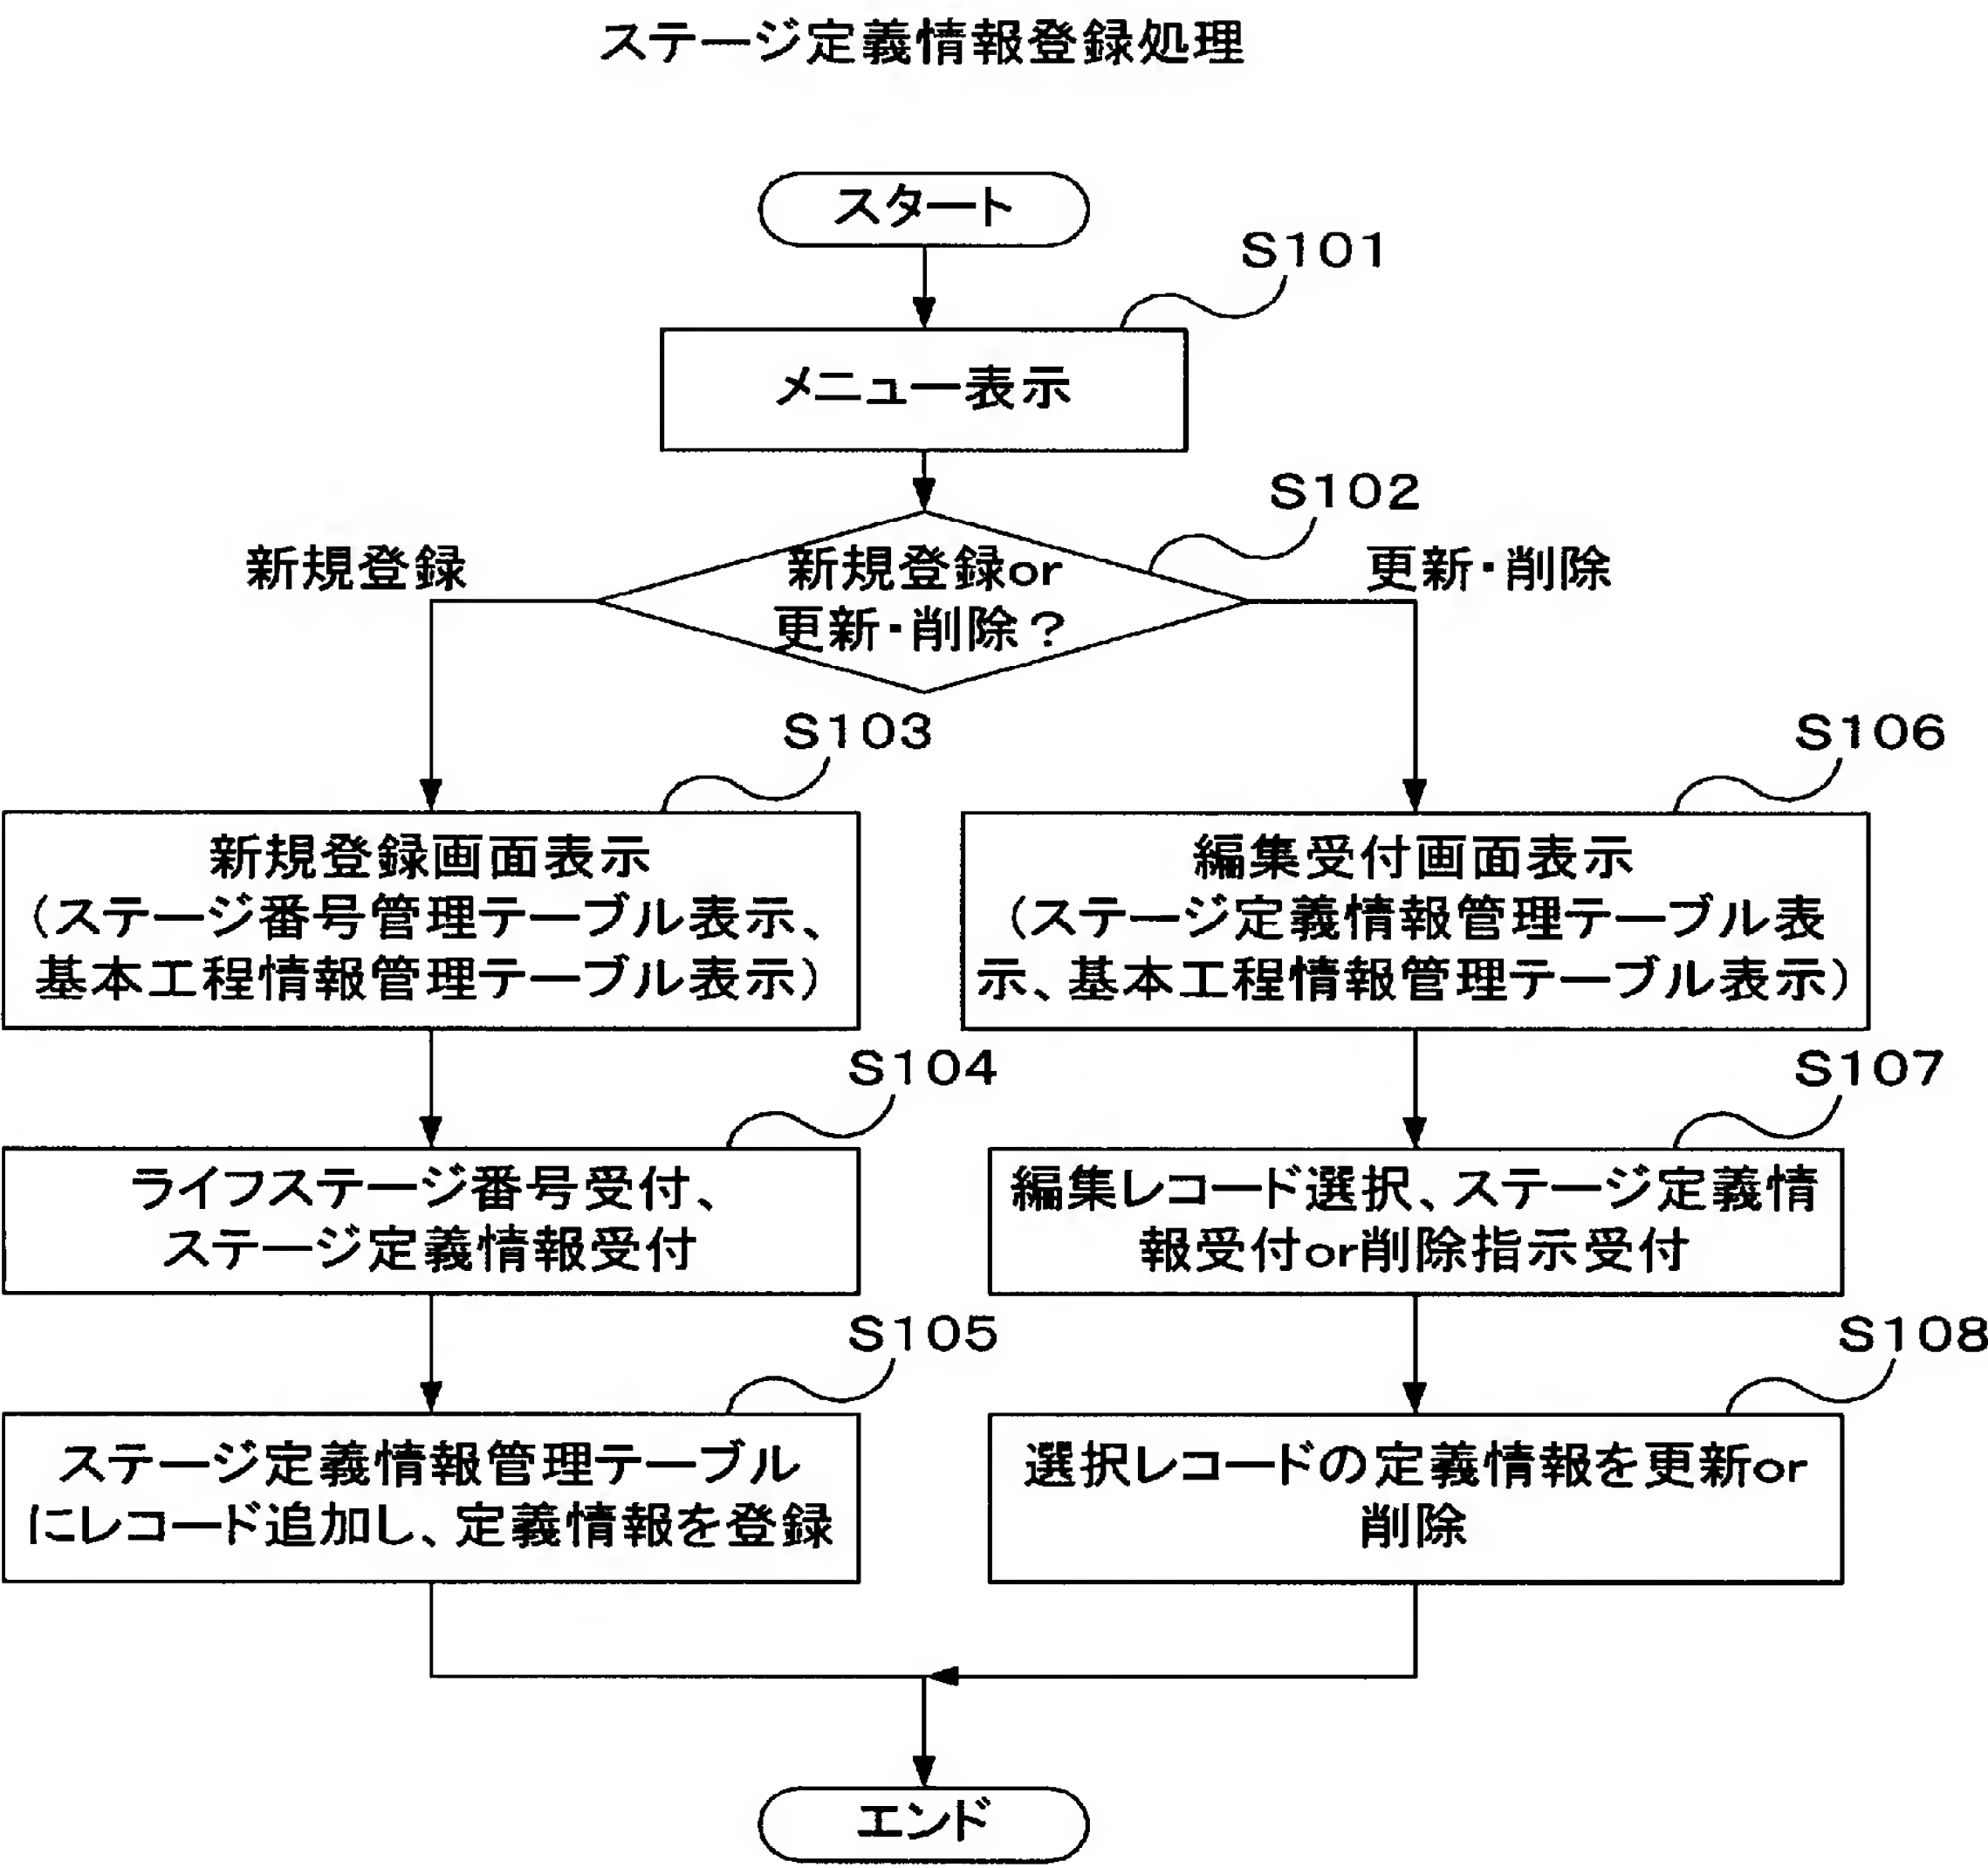 ステージ定義情報登録処理
スタート
S101
メニュー表示
S102
新規登録
新規登録or
更新・削除？
更新・削除
S103
新規登録画面表示
（ステージ番号管理テーブル表示、
基本工程情報管理テーブル表示）
S106
編集受付画面表示
（ステージ定義情報管理テーブル表
示、基本工程情報管理テーブル表示）
S104
ライフステージ番号受付、
ステージ定義情報受付
S107
編集レコード選択、ステージ定義情
報受付or削除指示受付
S105
ステージ定義情報管理テーブル
にレコード追加し、定義情報を登録
S108
選択レコードの定義情報を更新or
削除
エンド